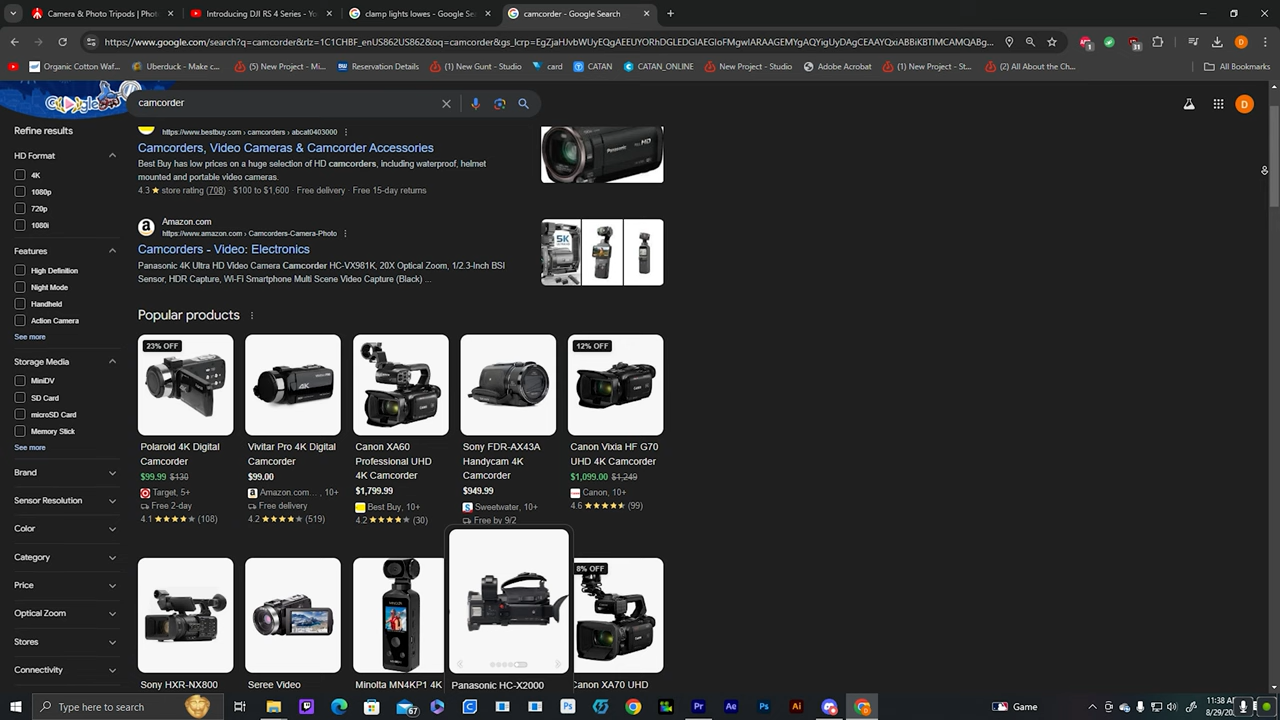 Camera & Photo Tripods | Phot
Introducing DJI RS 4 Series - Yo
clamp lights lowes - Google Sea
camcorder - Google Search
https://www.google.com/search?q=camcorder&rlz=1C1CHBF_enUS862US862&oq=camcorder&gs_lcrp=EgZjaHJvbWUyEQgAEEUYORhDGLEDGIAEGIoFMgwIARAAGEMYgAQYigUyDAgCEAAYQxiABBiKBTIMCAMQABg...
Organic Cotton Waf...
Uberduck - Make c...
(5) New Project - Mi...
(1) New Gunt - Studio
Reservation Details
card
CATAN
CATAN_ONLINE
NewProject - Studio
Adobe Acrobat
(1) New Project - St...
(2) All About the Ch...
All Bookmarks
Google
camcorder
D
Refine results
HD Format
4K
1080p
720p
1080i
Features
High Definition
Night Mode
Handheld
Action Camera
See more
Storage Media
MiniDV
SD Card
microSD Card
Memory Stick
See more
Brand
Sensor Resolution
Color
Category
Price
Optical Zoom
Stores
Connectivity
https://www.bestbuy.com › camcorders › abcat0403000
Camcorders, Video Cameras & Camcorder Accessories
Best Buy has low prices on a huge selection of HD camcorders, including waterproof, helmet
mounted and portable video cameras.
4.3 ★ store rating (708) · $100 to $1,600 · Free delivery · Free 15-day returns
Amazon.com
https://www.amazon.com › Camcorders-Camera-Photo
Camcorders - Video: Electronics
Panasonic 4K Ultra HD Video Camera Camcorder HC-VX981K, 20X Optical Zoom, 1/2.3-Inch BSI
Sensor, HDR Capture, Wi-Fi Smartphone Multi Scene Video Capture (Black) ...
Panasonic
HD
5K
Popular products
23% OFF
Polaroid 4K Digital
Camcorder
$99.99 $130
Target, 5+
Free 2-day
4.1 ★★★★★ (108)
4K
Vivitar Pro 4K Digital
Camcorder
$99.00
Amazon.com..., 10+
Free delivery
4.2 ★★★★★ (519)
Canon XA60
Professional UHD
4K Camcorder
$1,799.99
Best Buy, 10+
4.2 ★★★★★ (30)
Sony FDR-AX43A
Handycam 4K
Camcorder
$949.99
Sweetwater, 10+
Free by 9/2
12% OFF
Canon Vixia HF G70
UHD 4K Camcorder
$1,099.00 $1,249
Canon, 10+
4.6 ★★★★★ (99)
Sony HXR-NX800
Seree Video
Minolta MN4KP1 4K
Panasonic HC-X2000
8% OFF
Canon XA70 UHD
Type here to search
67
Game
11:38 AM
8/29/20